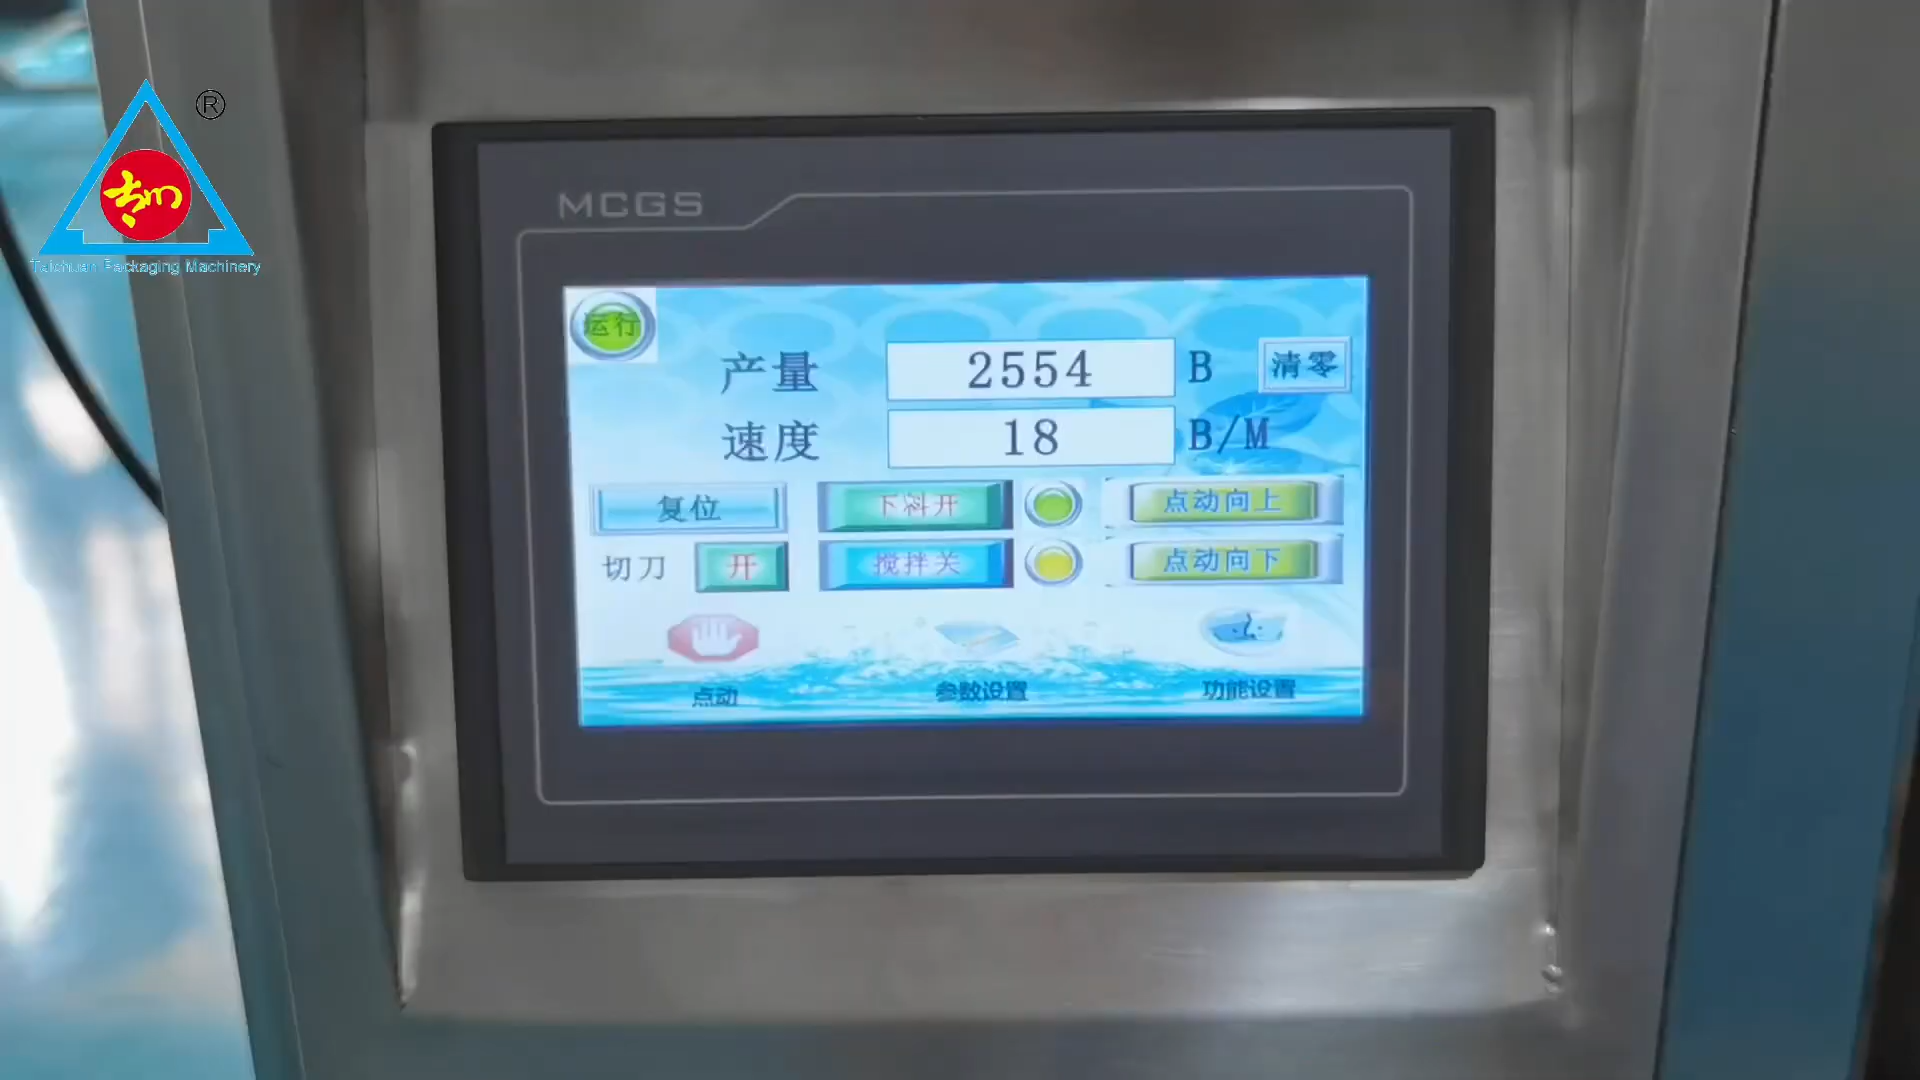 ®
Taichuan Packaging Machinery
MCGS
运行
产量 2554 B 清零
速度 18 B/M
复位 下料开 点动向上
切刀 开 搅拌关 点动向下
点动 参数设置 功能设置